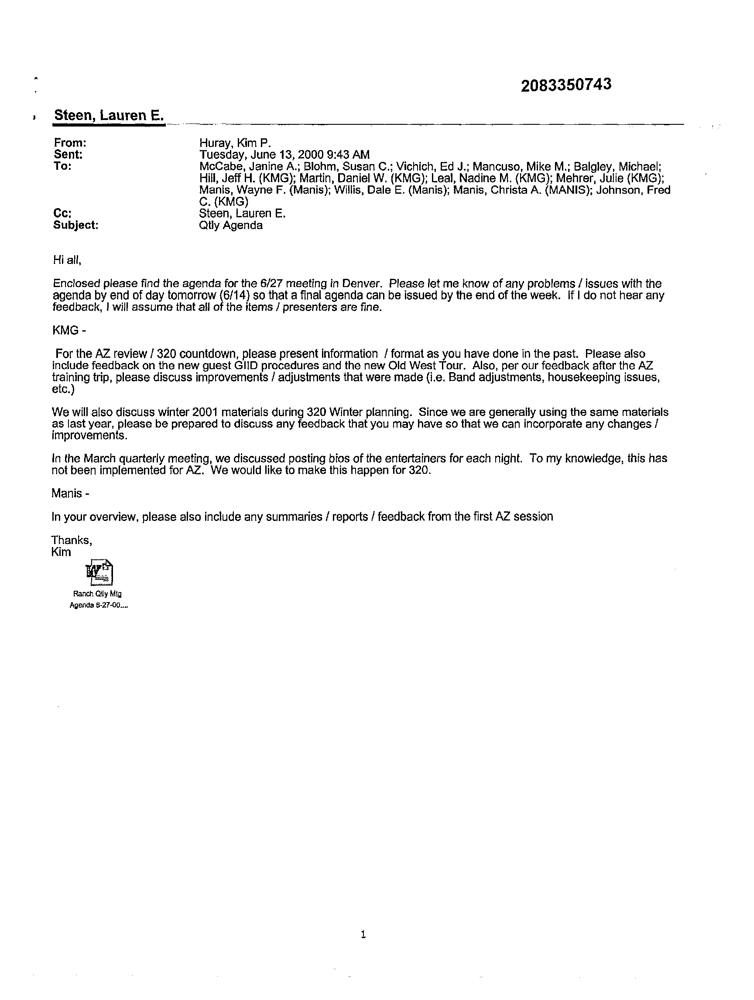 2083350743
Steen, Lauren E.
From: Huray, Kim P.
Sent: Tuesday, June 13, 2000 9:43 AM
To: McCabe, Janine A.; Blohm, Susan C.; Vichich, Ed J.; Mancuso, Mike M.; Balgley, Michael;
Hill, Jeff H. (KMG); Martin, Daniel W. (KMG); Leal, Nadine M. (KMG); Mehrer, Julie (KMG);
Manis, Wayne F. (Manis); Willis, Dale E. (Manis); Manis, Christa A. (MANIS); Johnson, Fred
C. (KMG)
Cc: Steen, Lauren E.
Subject: Qtly Agenda
Hi all,
Enclosed please find the agenda for the 6/27 meeting in Denver. Please let me know of any problems / issues with the
agenda by end of day tomorrow (6/14) so that a final agenda can be issued by the end of the week. If I do not hear any
feedback, I will assume that all of the items / presenters are fine.
KMG -
For the AZ review / 320 countdown, please present information / format as you have done in the past. Please also
include feedback on the new guest GIID procedures and the new Old West Tour. Also, per our feedback after the AZ
training trip, please discuss improvements / adjustments that were made (i.e. Band adjustments, housekeeping issues,
etc.)
We will also discuss winter 2001 materials during 320 Winter planning. Since we are generally using the same materials
as last year, please be prepared to discuss any feedback that you may have so that we can incorporate any changes /
improvements.
In the March quarterly meeting, we discussed posting bios of the entertainers for each night. To my knowledge, this has
not been implemented for AZ. We would like to make this happen for 320.
Manis -
In your overview, please also include any summaries / reports / feedback from the first AZ session
Thanks,
Kim
Ranch Qtly Mtg
Agenda 6-27-00....
1